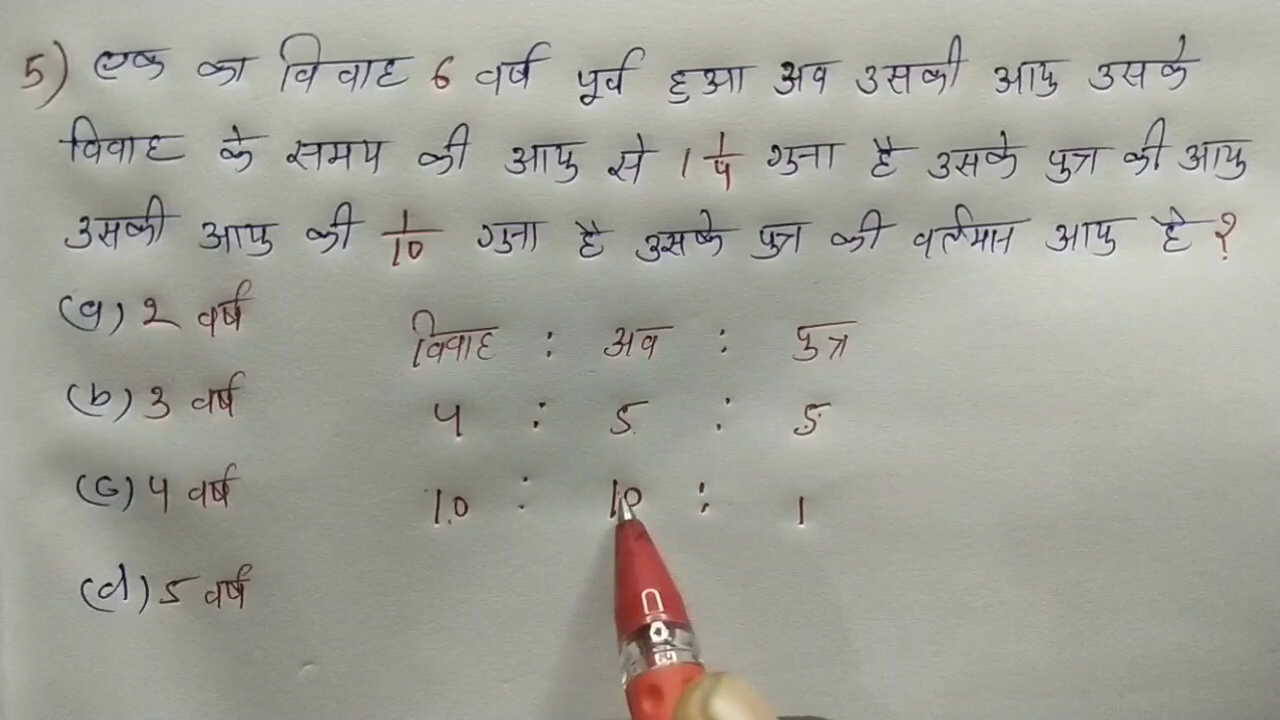 5) एक का विवाह 6 वर्ष पूर्व हुआ अब उसकी आयु उसके
विवाह के समय की आयु से 1 1/4 गुना है उसके पुत्र की आयु
उसकी आयु की 1/10 गुना है उसके पुत्र की वर्तमान आयु है ?
(a) 2 वर्ष
(b) 3 वर्ष
(c) 4 वर्ष
(d) 5 वर्ष
विवाह : अब : पुत्र
4 : 5 : 5
10 : 10 : 1